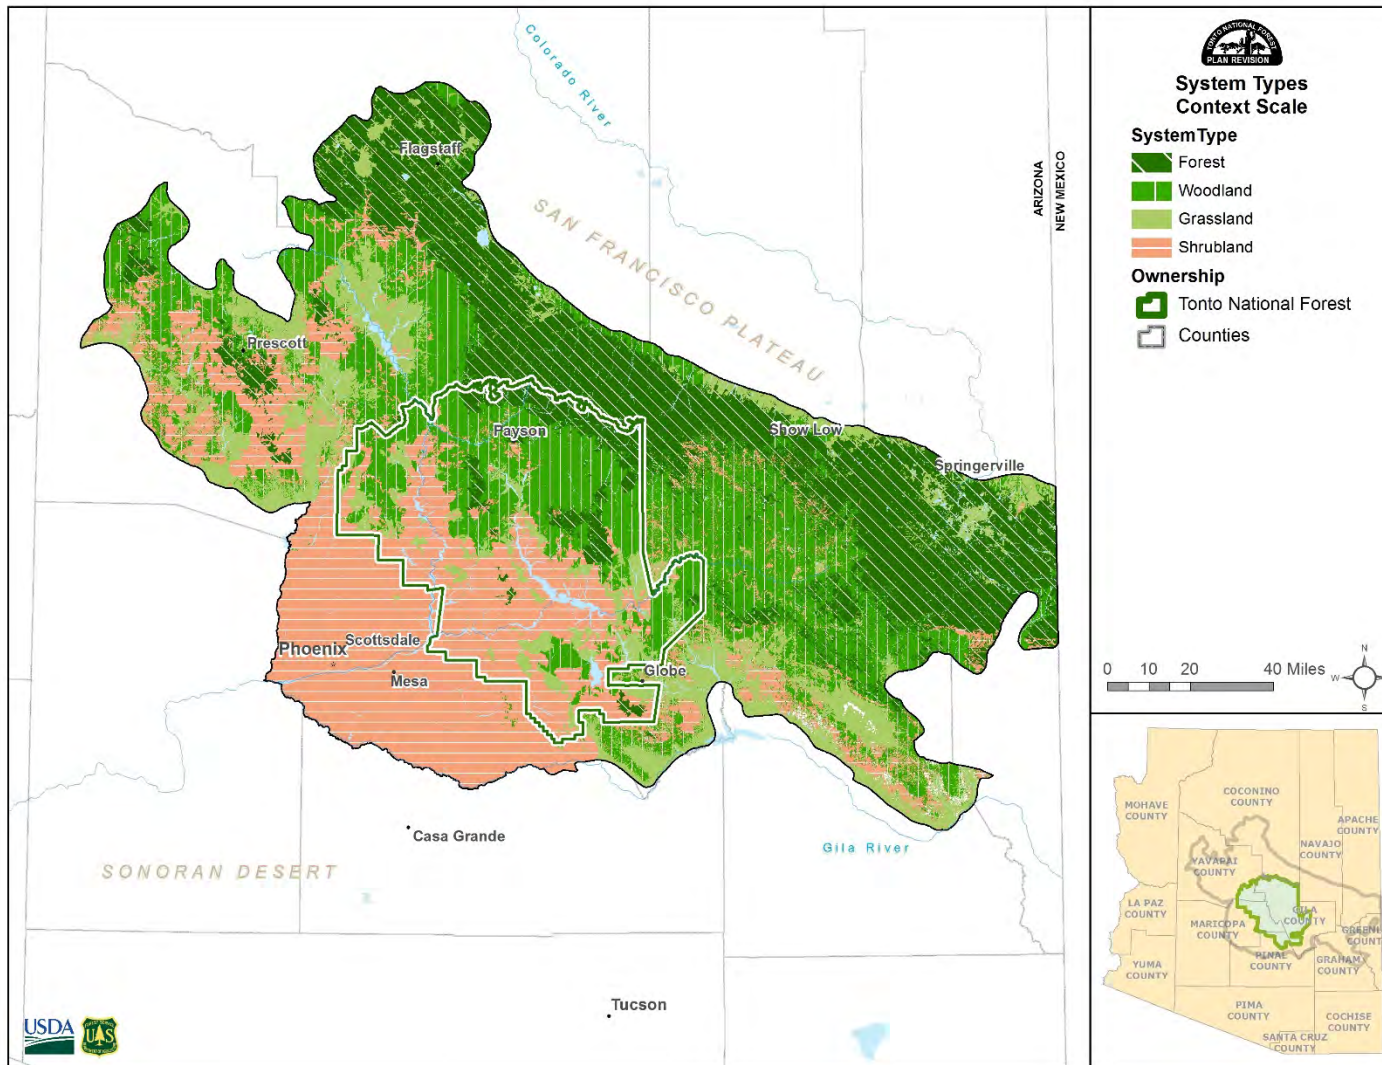 Colorado River
Flagstaff
ARIZONA
NEW MEXICO
SAN FRANCISCO PLATEAU
Prescott
Payson
Show Low
Springerville
Phoenix
Scottsdale
Mesa
Globe
Casa Grande
Gila River
SONORAN DESERT
Tucson
USDA
U S
TONTO NATIONAL FOREST
PLAN REVISION
System Types
Context Scale
SystemType
Forest
Woodland
Grassland
Shrubland
Ownership
Tonto National Forest
Counties
0 10 20 40 Miles
N
W
S
MOHAVE
COUNTY
COCONINO
COUNTY
APACHE
COUNTY
NAVAJO
COUNTY
YAVAPAI
COUNTY
LA PAZ
COUNTY
MARICOPA
COUNTY
GILA
COUNTY
PINAL
COUNTY
GRAHAM
COUNTY
YUMA
COUNTY
PIMA
COUNTY
COCHISE
COUNTY
SANTA CRUZ
COUNTY